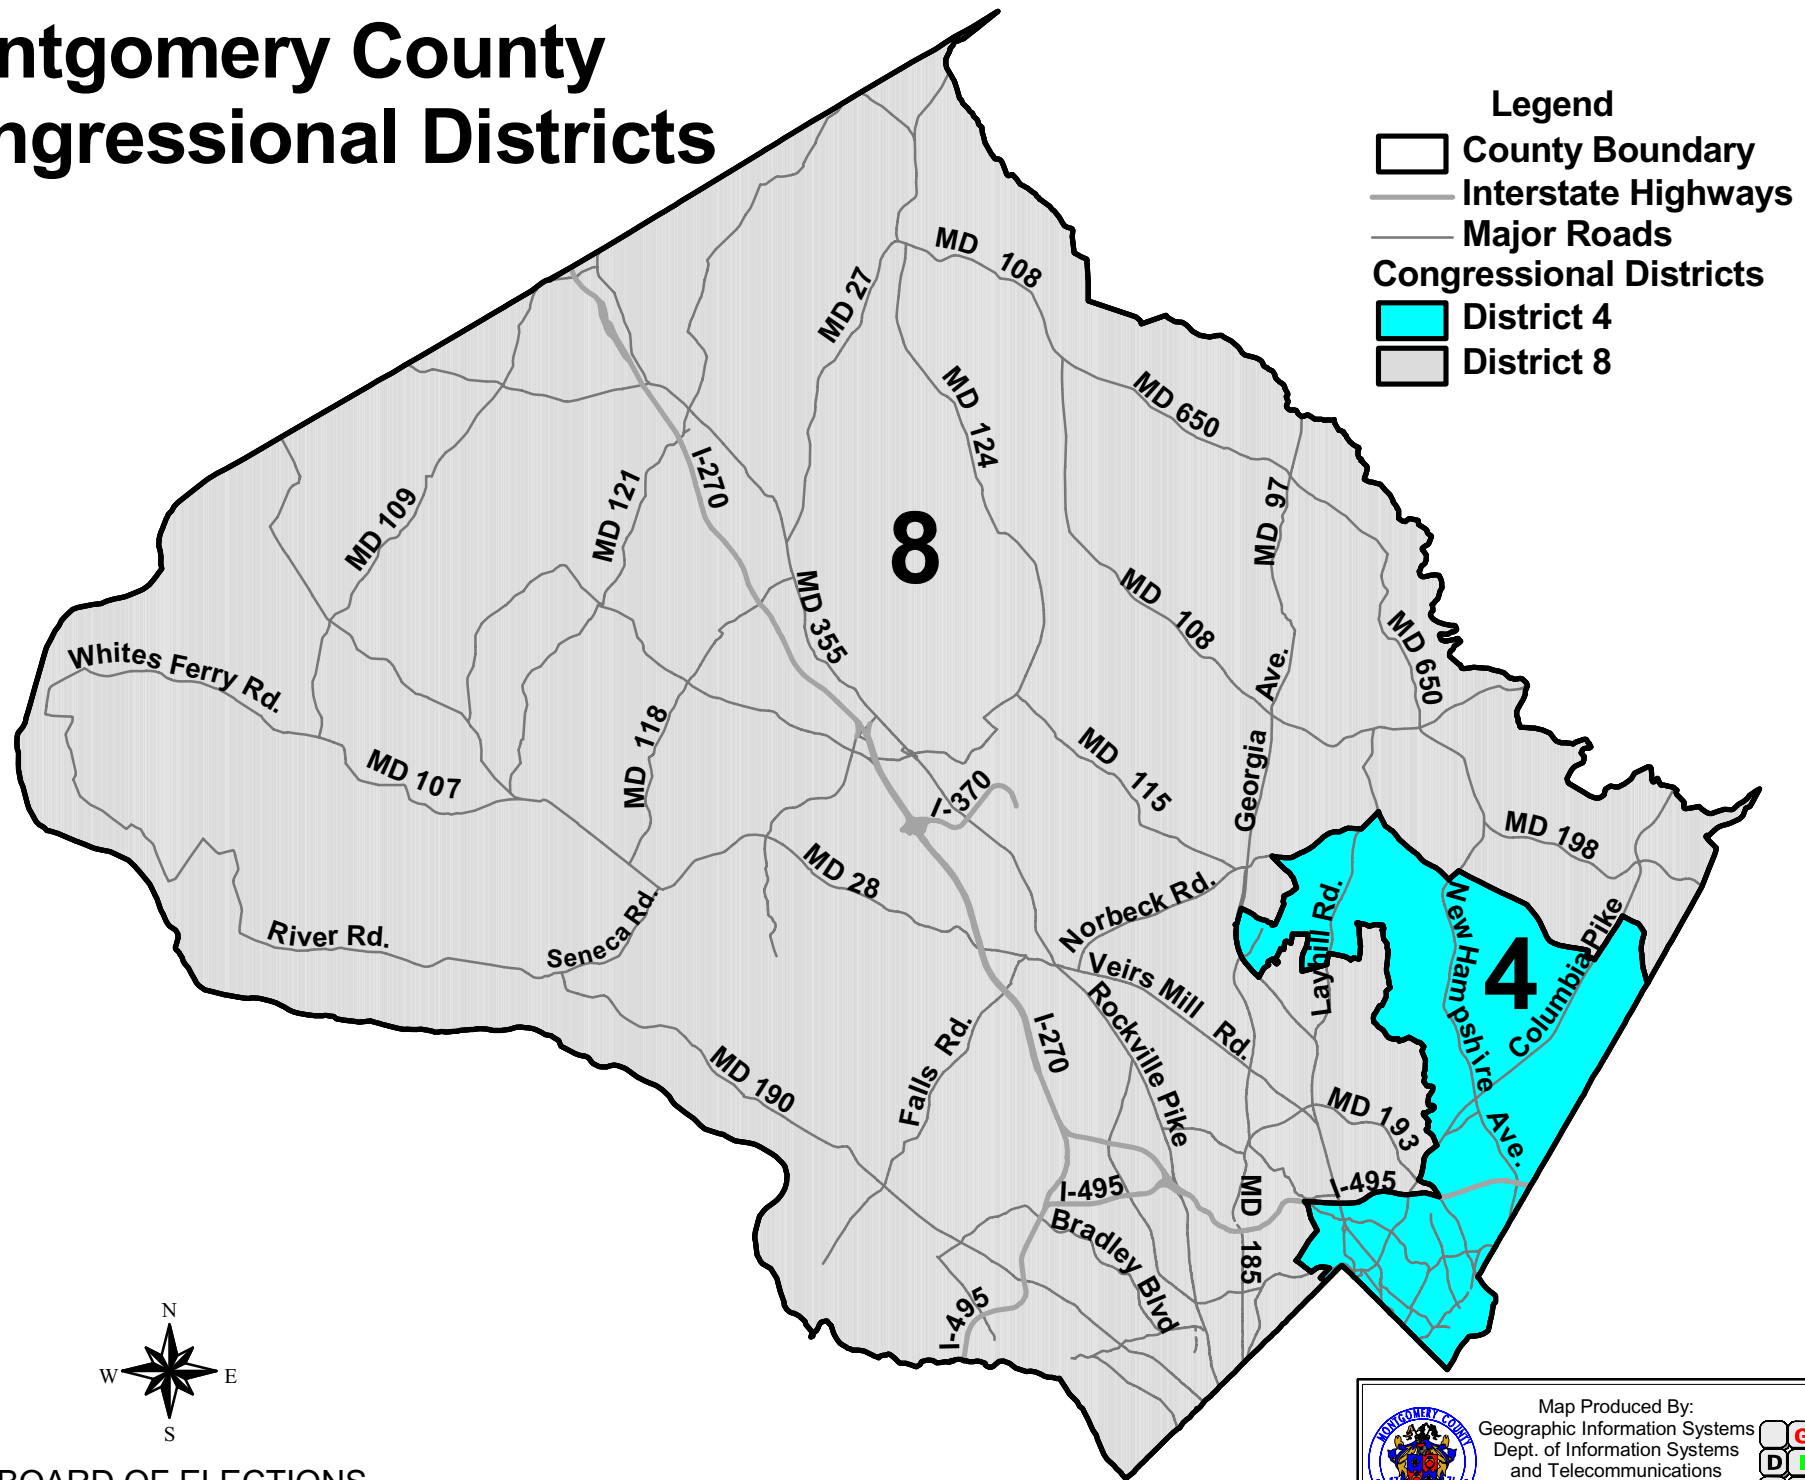 ntgomery County
ngressional Districts
Legend
County Boundary
Interstate Highways
Major Roads
Congressional Districts
District 4
District 8
MD 108
MD 27
MD 124
MD 650
I-270
MD 109
MD 121
MD 97
8
MD 355
MD 108
MD 650
Whites Ferry Rd.
MD 118
MD 107
Georgia Ave.
MD 115
I-370
MD 198
MD 28
Norbeck Rd.
Layhill Rd.
New Hampshire Ave.
4
Columbia Pike
River Rd.
Seneca Rd.
Veirs Mill Rd.
Rockville Pike
I-270
Falls Rd.
MD 190
MD 193
I-495
I-495
MD 185
Bradley Blvd
I-495
N
W E
S
BOARD OF ELECTIONS
Map Produced By:
Geographic Information Systems
Dept. of Information Systems
and Telecommunications
MONTGOMERY COUNTY
G
D